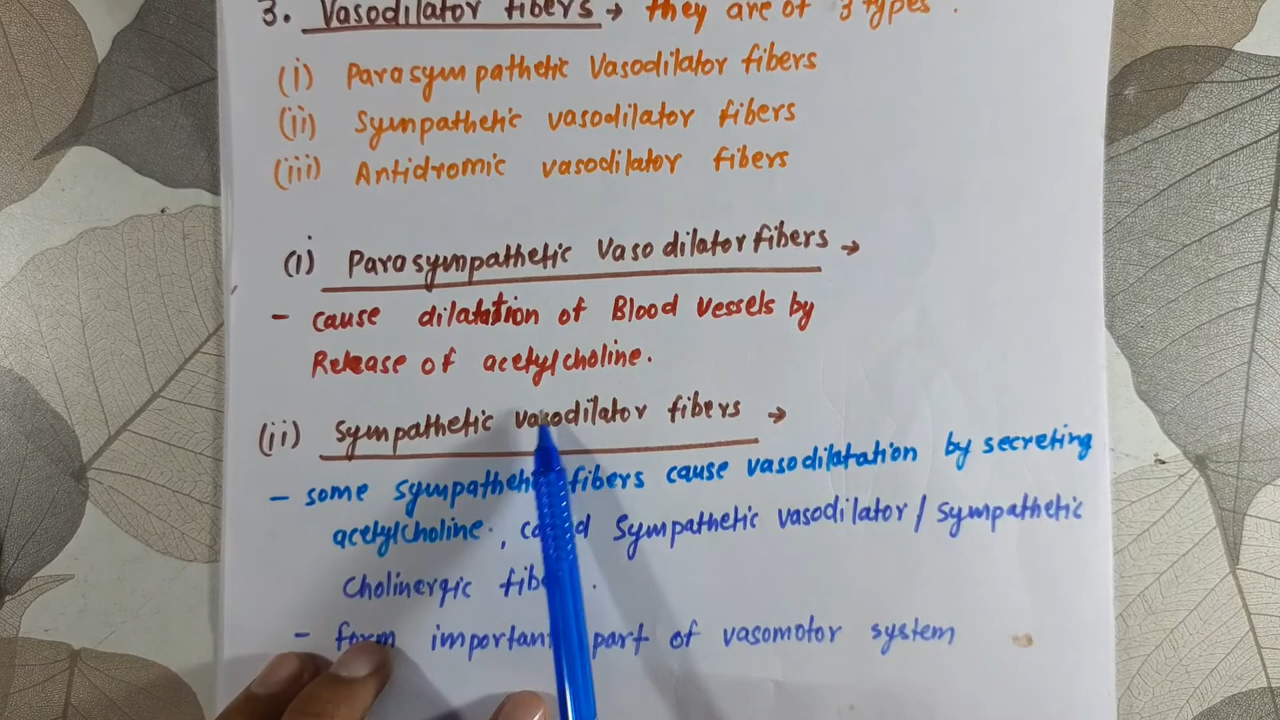 3. Vasodilator fibers → they are of 3 types.
(i) Parasympathetic Vasodilator fibers
(ii) Sympathetic vasodilator fibers
(iii) Antidromic vasodilator fibers
(i) Parasympathetic Vasodilator fibers →
- cause dilatation of Blood vessels by
Release of acetylcholine.
(ii) Sympathetic vasodilator fibers →
- some sympathetic fibers cause vasodilatation by secreting
acetylcholine., Sympathetic vasodilator / sympathetic
Cholinergic
- form important part of vasomotor system